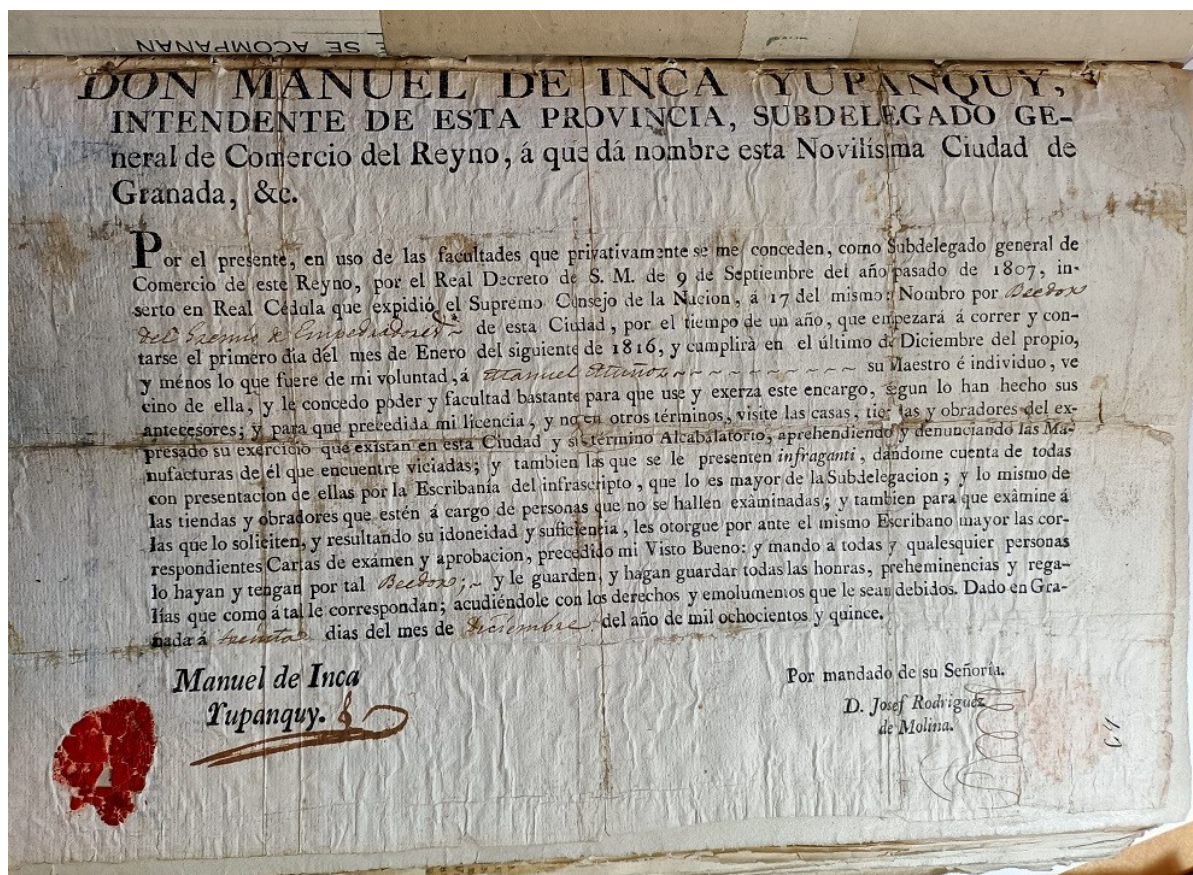 SE ACOMPAÑAN
DON MANUEL DE INCA YUPANQUY,
INTENDENTE DE ESTA PROVINCIA, SUBDELEGADO GE-
neral de Comercio del Reyno, á que dá nombre esta Novilisima Ciudad de
Granada, &c.
Por el presente, en uso de las facultades que privativamente se me conceden, como Subdelegado general de
Comercio de este Reyno, por el Real Decreto de S. M. de 9 de Septiembre del año pasado de 1807, in-
serto en Real Cédula que expidió el Supremo Consejo de la Nacion, á 17 del mismo: Nombro por Beedor
del Gremio de Empedradores de esta Ciudad, por el tiempo de un año, que empezará á correr y con-
tarse el primero dia del mes de Enero del siguiente de 1816, y cumplirá en el último de Diciembre del propio,
y ménos lo que fuere de mi voluntad, á Manuel Muñoz su Maestro é individuo, ve
cino de ella, y le concedo poder y facultad bastante para que use y exerza este encargo, segun lo han hecho sus
antecesores; y para que precedida mi licencia, y no en otros términos, visite las casas, tiendas y obradores del ex-
presado su exercicio que existan en esta Ciudad y su término Alcabalatorio, aprehendiendo y denunciando las Ma-
nufacturas de él que encuentre viciadas; y tambien las que se le presenten infraganti, dándome cuenta de todas
con presentacion de ellas por la Escribanía del infrascripto, que lo es mayor de la Subdelegacion; y lo mismo de
las tiendas y obradores que estén á cargo de personas que no se hallen exâminadas; y tambien para que exâmine á
las que lo soliciten, y resultando su idoneidad y suficiencia, les otorgue por ante el mismo Escribano mayor las cor-
respondientes Cartas de exámen y aprobacion, precedido mi Visto Bueno: y mando a todas y qualesquier personas
lo hayan y tengan por tal Beedor; y le guarden, y hagan guardar todas las honras, preheminencias y rega-
lías que como á tal le correspondan; acudiéndole con los derechos y emolumentos que le sean debidos. Dado en Gra-
nada á treinta dias del mes de Diciembre del año de mil ochocientos y quince.
Manuel de Inca
Yupanquy.
Por mandado de su Señoría.
D. Josef Rodriguez
de Molina.